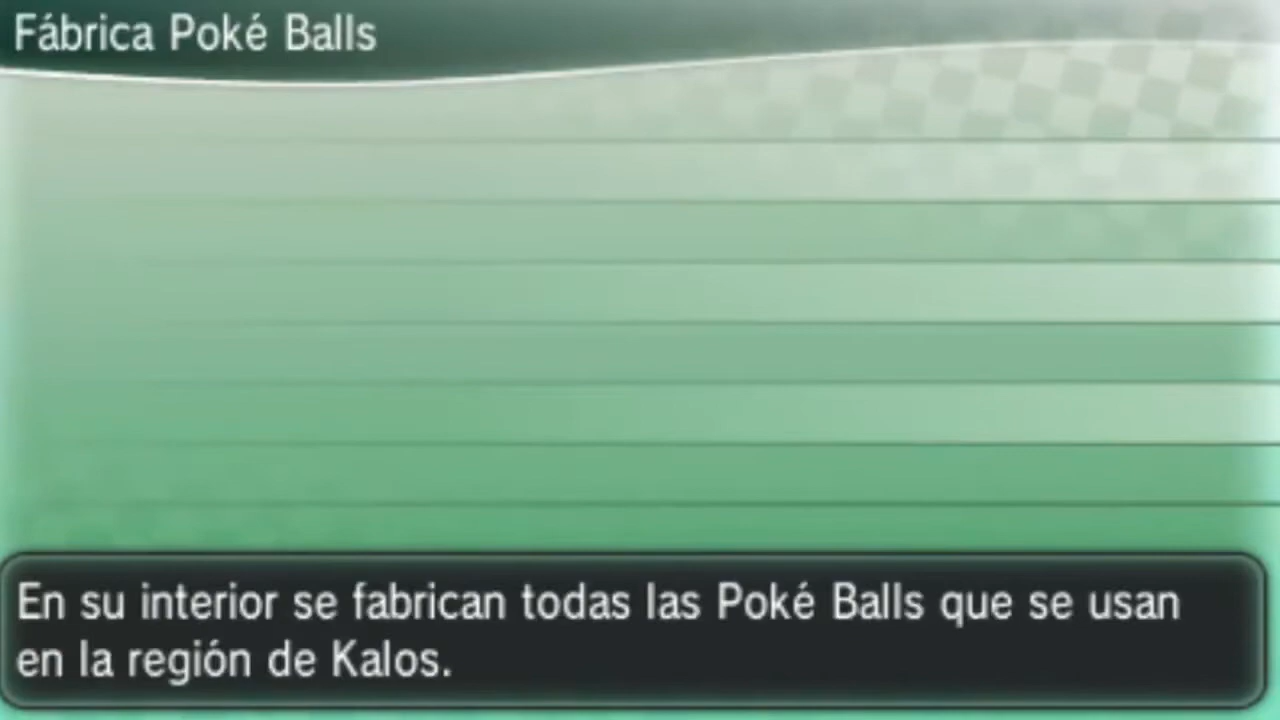 Fábrica Poké Balls
En su interior se fabrican todas las Poké Balls que se usan
en la región de Kalos.